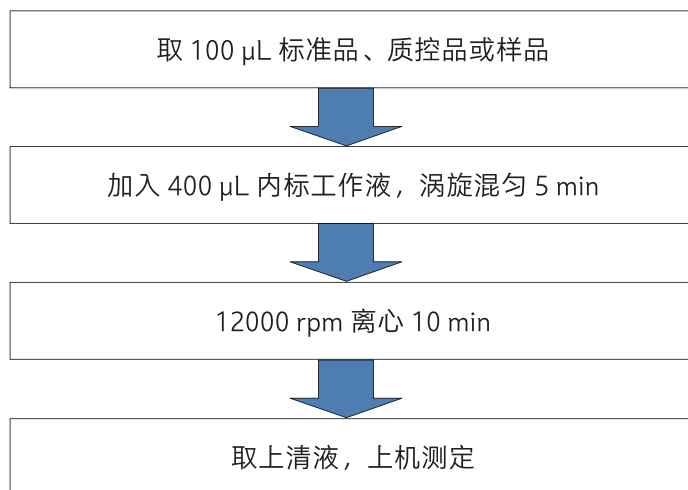 取 100 μL 标准品、质控品或样品
加入 400 μL 内标工作液，涡旋混匀 5 min
12000 rpm 离心 10 min
取上清液，上机测定